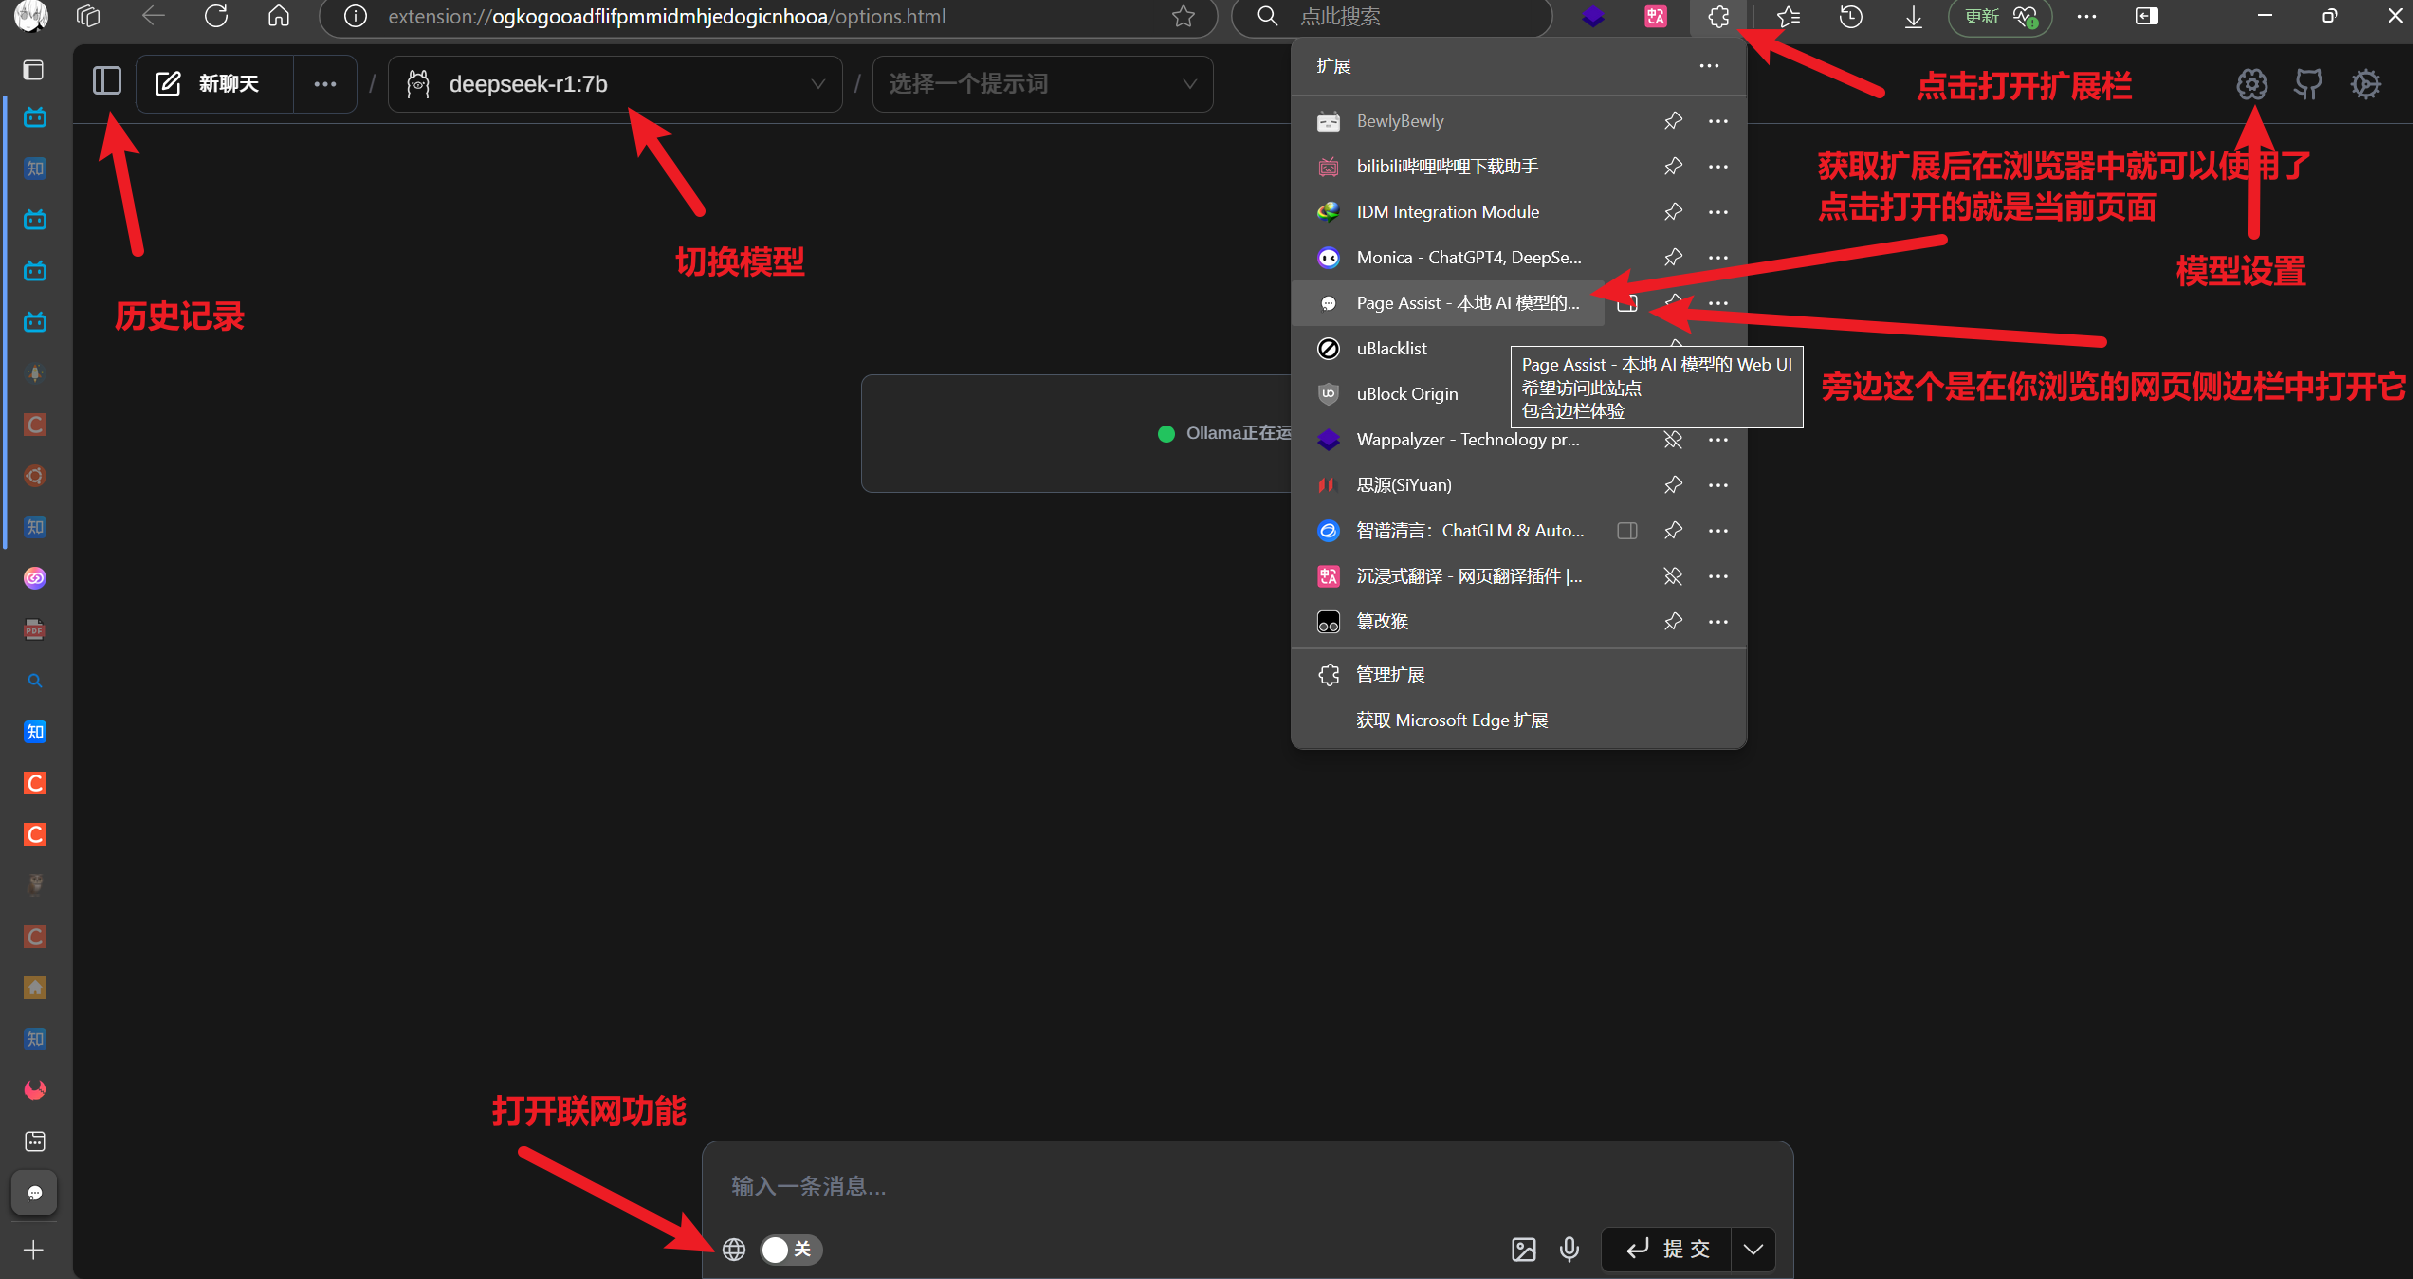 extension://ogkogooadflifpmmidmhjedogicnhooa/options.html
点此搜索
更新
新聊天
/
deepseek-r1:7b
/
选择一个提示词
扩展
点击打开扩展栏
BewlyBewly
bilibili哔哩哔哩下载助手
IDM Integration Module
Monica - ChatGPT4, DeepSe...
Page Assist - 本地 AI 模型的...
uBlacklist
uBlock Origin
Page Assist - 本地 AI 模型的 Web UI
希望访问此站点
包含边栏体验
Wappalyzer - Technology pr...
思源(SiYuan)
智谱清言：ChatGLM & Auto...
沉浸式翻译 - 网页翻译插件 |...
篡改猴
管理扩展
获取 Microsoft Edge 扩展
获取扩展后在浏览器中就可以使用了
点击打开的就是当前页面
模型设置
旁边这个是在你浏览的网页侧边栏中打开它
切换模型
历史记录
Ollama正在运
打开联网功能
输入一条消息...
关
提 交